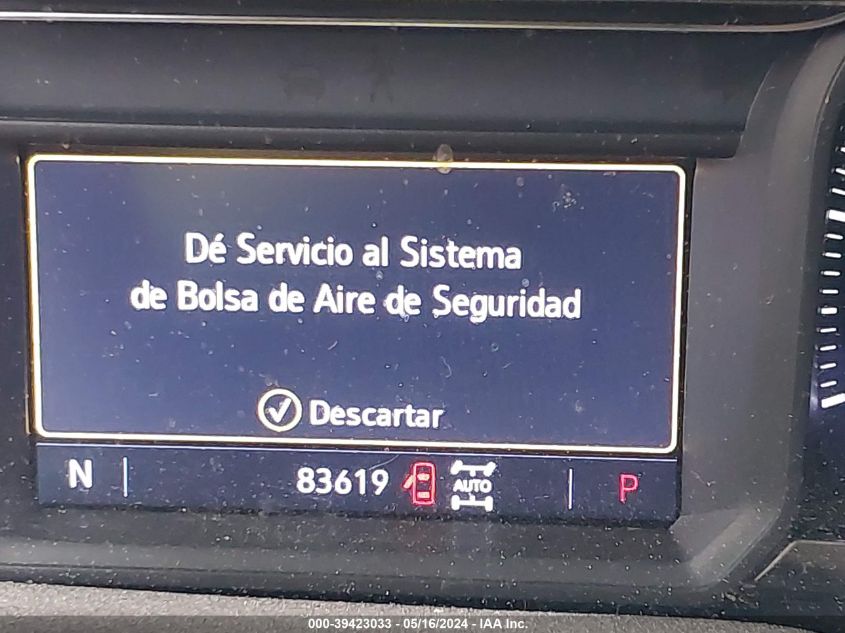 Dé Servicio al Sistema
de Bolsa de Aire de Seguridad
Descartar
N 83619 AUTO P
000-39423033 - 05/16/2024 - IAA Inc.